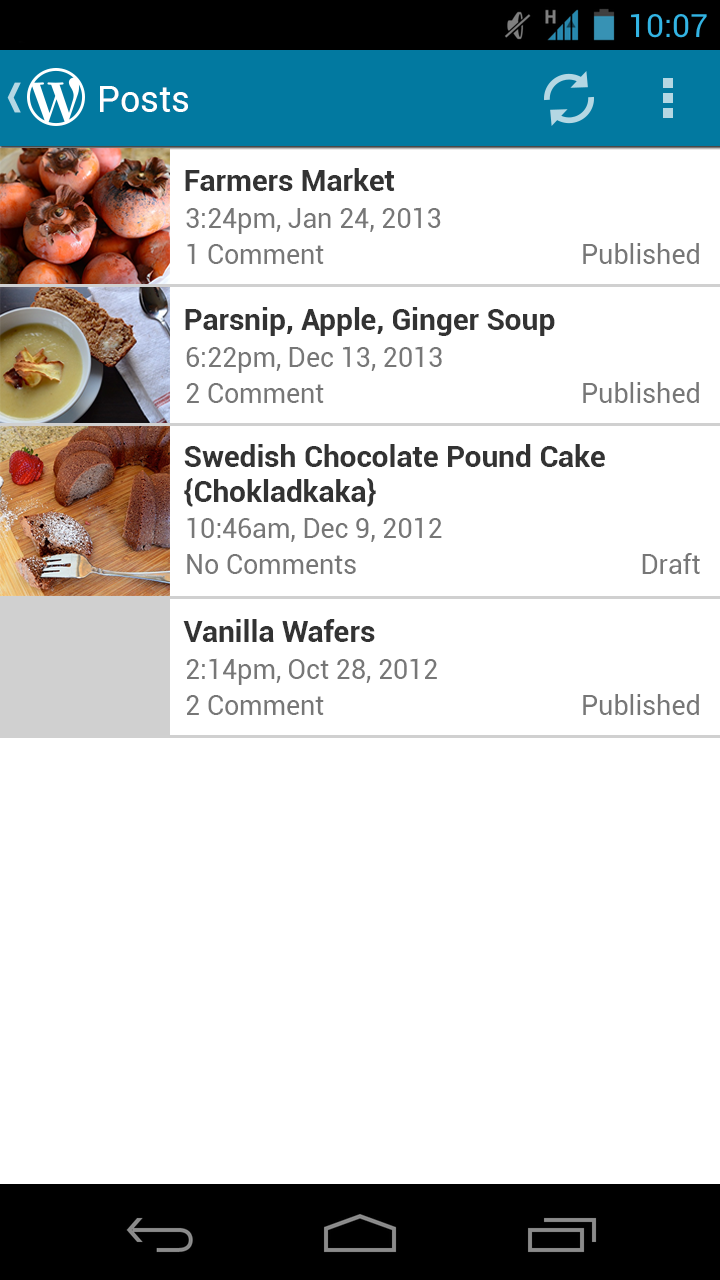 H 10:07
W Posts
Farmers Market
3:24pm, Jan 24, 2013
1 Comment Published
Parsnip, Apple, Ginger Soup
6:22pm, Dec 13, 2013
2 Comment Published
Swedish Chocolate Pound Cake
{Chokladkaka}
10:46am, Dec 9, 2012
No Comments Draft
Vanilla Wafers
2:14pm, Oct 28, 2012
2 Comment Published